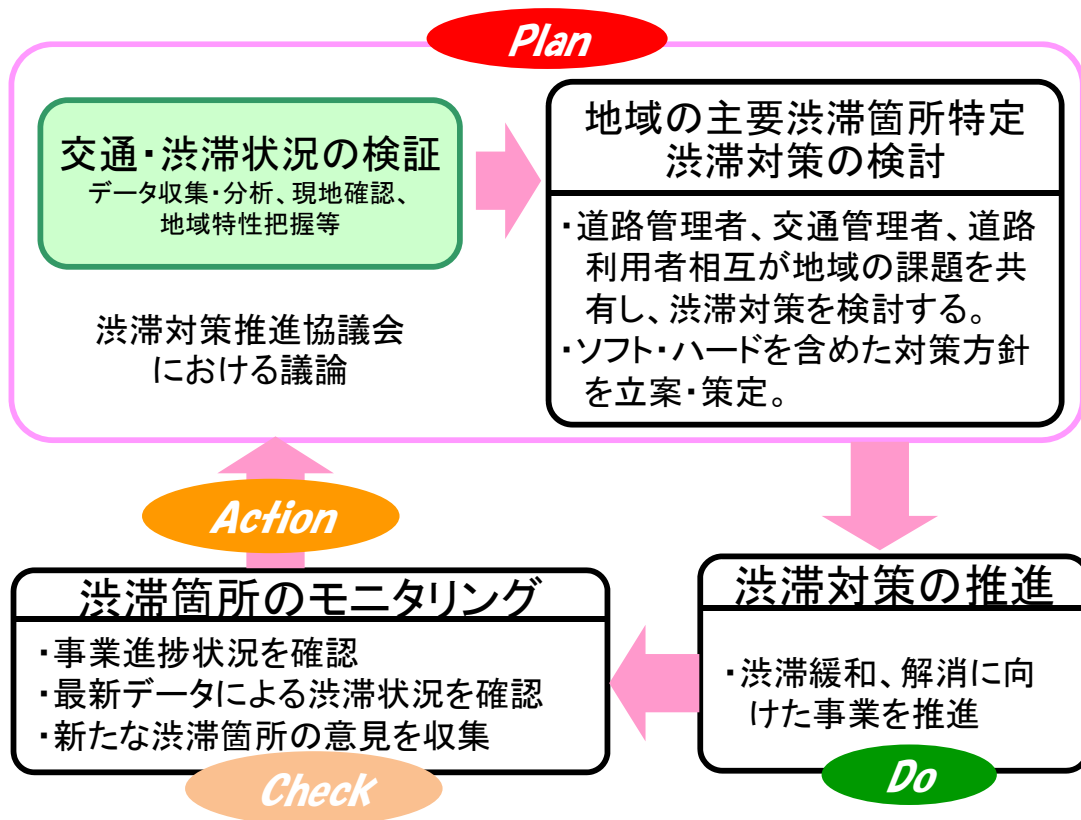 Plan
交通・渋滞状況の検証
データ収集・分析、現地確認、
地域特性把握等
渋滞対策推進協議会
における議論
地域の主要渋滞箇所特定
渋滞対策の検討
・道路管理者、交通管理者、道路
利用者相互が地域の課題を共
有し、渋滞対策を検討する。
・ソフト・ハードを含めた対策方針
を立案・策定。
Action
渋滞箇所のモニタリング
・事業進捗状況を確認
・最新データによる渋滞状況を確認
・新たな渋滞箇所の意見を収集
Check
渋滞対策の推進
・渋滞緩和、解消に向
けた事業を推進
Do